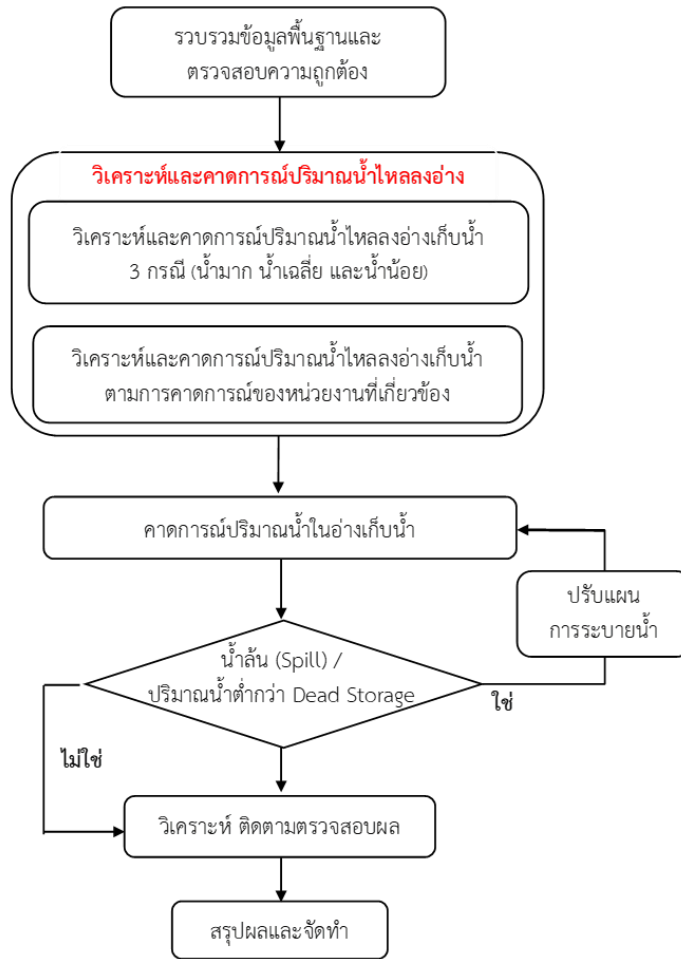 รวบรวมข้อมูลพื้นฐานและ
ตรวจสอบความถูกต้อง
วิเคราะห์และคาดการณ์ปริมาณน้ำไหลลงอ่าง
วิเคราะห์และคาดการณ์ปริมาณน้ำไหลลงอ่างเก็บน้ำ
3 กรณี (น้ำมาก น้ำเฉลี่ย และน้ำน้อย)
วิเคราะห์และคาดการณ์ปริมาณน้ำไหลลงอ่างเก็บน้ำ
ตามการคาดการณ์ของหน่วยงานที่เกี่ยวข้อง
คาดการณ์ปริมาณน้ำในอ่างเก็บน้ำ
ปรับแผน
การระบายน้ำ
น้ำล้น (Spill) /
ปริมาณน้ำต่ำกว่า Dead Storage
ใช่
ไม่ใช่
วิเคราะห์ ติดตามตรวจสอบผล
สรุปผลและจัดทำ